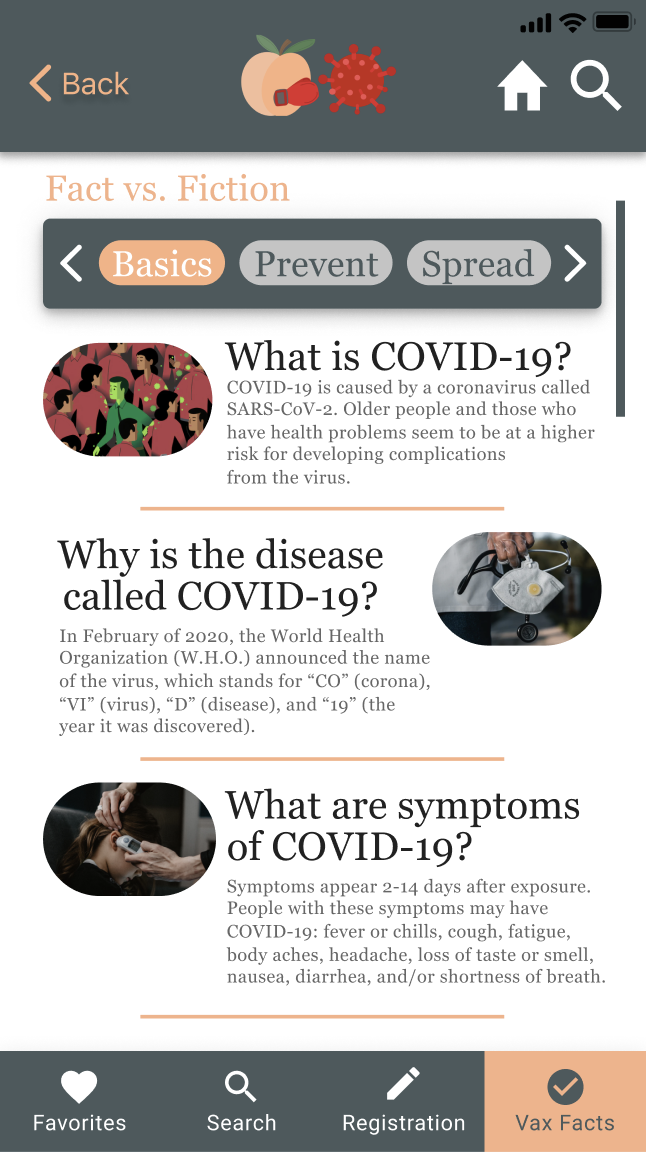 Back
Fact vs. Fiction
Basics Prevent Spread
What is COVID-19?
COVID-19 is caused by a coronavirus called
SARS-CoV-2. Older people and those who
have health problems seem to be at a higher
risk for developing complications
from the virus.
Why is the disease
called COVID-19?
In February of 2020, the World Health
Organization (W.H.O.) announced the name
of the virus, which stands for “CO” (corona),
“VI” (virus), “D” (disease), and “19” (the
year it was discovered).
What are symptoms
of COVID-19?
Symptoms appear 2-14 days after exposure.
People with these symptoms may have
COVID-19: fever or chills, cough, fatigue,
body aches, headache, loss of taste or smell,
nausea, diarrhea, and/or shortness of breath.
Favorites Search Registration Vax Facts